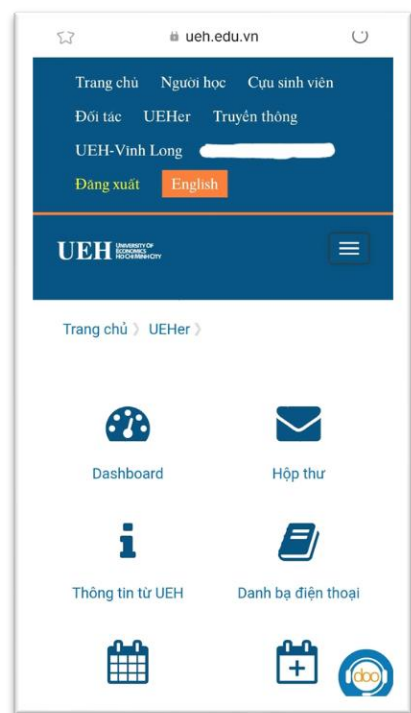 ueh.edu.vn
Trang chủ Người học Cựu sinh viên
Đối tác UEHer Truyền thông
UEH-Vĩnh Long
Đăng xuất English
UEH UNIVERSITY OF
ECONOMICS
HO CHI MINH CITY
Trang chủ 》 UEHer 》
Dashboard Hộp thư
Thông tin từ UEH Danh bạ điện thoại
doo